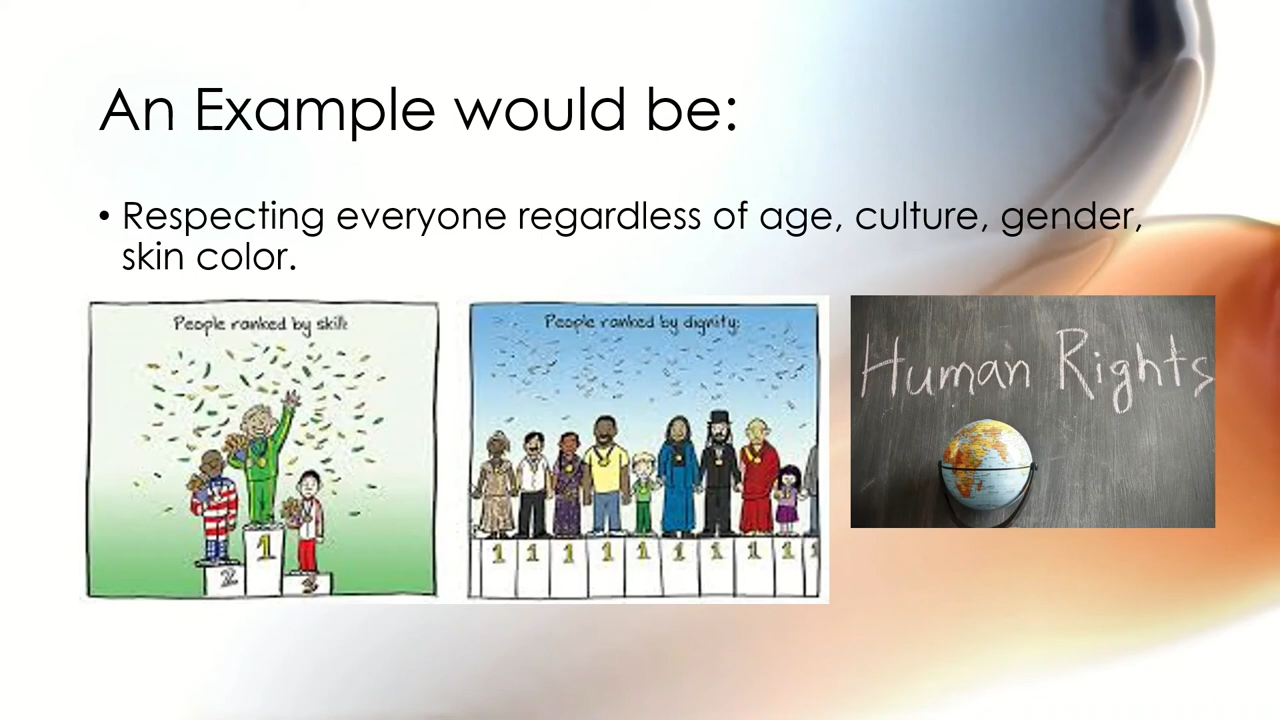 An Example would be:
• Respecting everyone regardless of age, culture, gender,
skin color.
People ranked by skill:
2
1
3
People ranked by dignity:
1 1 1 1 1 1 1 1 1 1
Human Rights